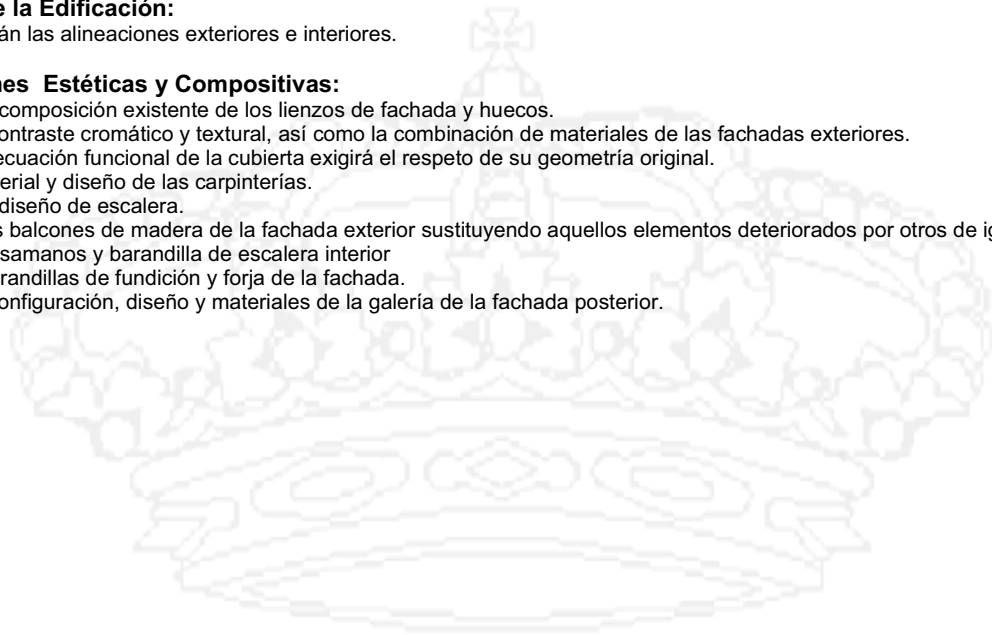 e la Edificación:
án las alineaciones exteriores e interiores.
nes Estéticas y Compositivas:
composición existente de los lienzos de fachada y huecos.
ontraste cromático y textural, así como la combinación de materiales de las fachadas exteriores.
ecuación funcional de la cubierta exigirá el respeto de su geometría original.
erial y diseño de las carpinterías.
diseño de escalera.
s balcones de madera de la fachada exterior sustituyendo aquellos elementos deteriorados por otros de ig
samanos y barandilla de escalera interior
randillas de fundición y forja de la fachada.
onfiguración, diseño y materiales de la galería de la fachada posterior.